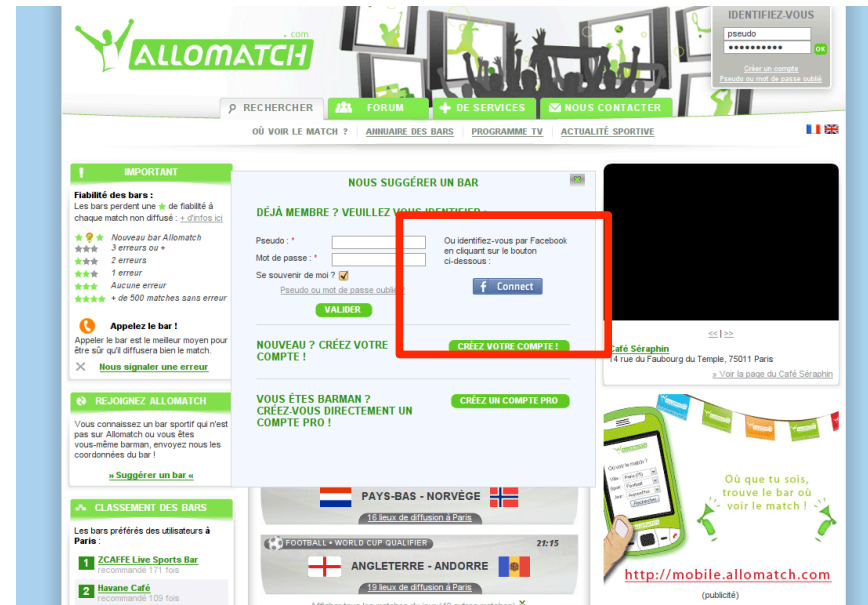 .com
ALLOMATCH
IDENTIFIEZ-VOUS
pseudo
••••••••••
OK
Créer un compte
Pseudo ou mot de passe oublié
RECHERCHER
FORUM
+ DE SERVICES
NOUS CONTACTER
OÙ VOIR LE MATCH ?
ANNUAIRE DES BARS
PROGRAMME TV
ACTUALITÉ SPORTIVE
! IMPORTANT
Fiabilité des bars :
Les bars perdent une ★ de fiabilité à
chaque match non diffusé : + d'infos ici
Nouveau bar Allomatch
3 erreurs ou +
2 erreurs
1 erreur
Aucune erreur
+ de 500 matches sans erreur
Appelez le bar !
Appeler le bar est le meilleur moyen pour
être sûr qu'il diffusera bien le match.
Nous signaler une erreur
REJOIGNEZ ALLOMATCH
Vous connaissez un bar sportif qui n'est
pas sur Allomatch ou vous êtes
vous-même barman, envoyez nous les
coordonnées du bar !
» Suggérer un bar «
CLASSEMENT DES BARS
Les bars préférés des utilisateurs à
Paris :
1 ZCAFFE Live Sports Bar
recommandé 171 fois
2 Havane Café
recommandé 109 fois
NOUS SUGGÉRER UN BAR
DÉJÀ MEMBRE ? VEUILLEZ VOUS IDENTIFIER :
Pseudo : *
Mot de passe : *
Se souvenir de moi ?
Pseudo ou mot de passe oublié ?
VALIDER
Ou identifiez-vous par Facebook
en cliquant sur le bouton
ci-dessous :
f Connect
NOUVEAU ? CRÉEZ VOTRE
COMPTE !
CRÉEZ VOTRE COMPTE !
VOUS ÊTES BARMAN ?
CRÉEZ-VOUS DIRECTEMENT UN
COMPTE PRO !
CRÉEZ UN COMPTE PRO
PAYS-BAS - NORVÈGE
16 lieux de diffusion à Paris
FOOTBALL • WORLD CUP QUALIFIER
21:15
ANGLETERRE - ANDORRE
19 lieux de diffusion à Paris
<< | >>
Café Séraphin
14 rue du Faubourg du Temple, 75011 Paris
» Voir la page du Café Séraphin
Où voir le match ?
Paris (75)
Football
Aujourd'hui
Rechercher
Où que tu sois,
trouve le bar où
voir le match !
http://mobile.allomatch.com
(publicité)